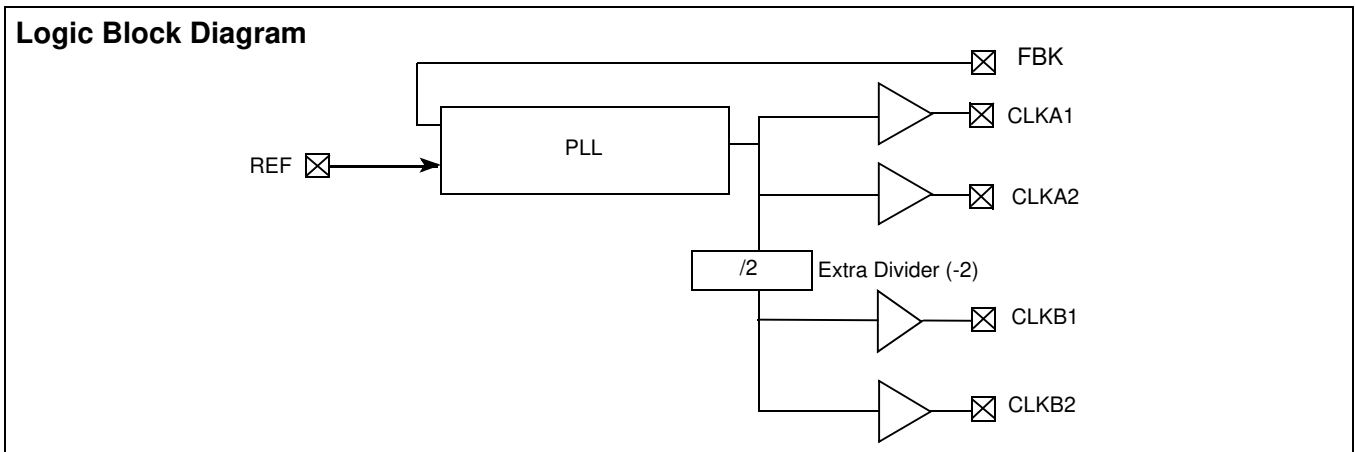 Logic Block Diagram
FBK
CLKA1
PLL
REF
CLKA2
/2
Extra Divider (-2)
CLKB1
CLKB2